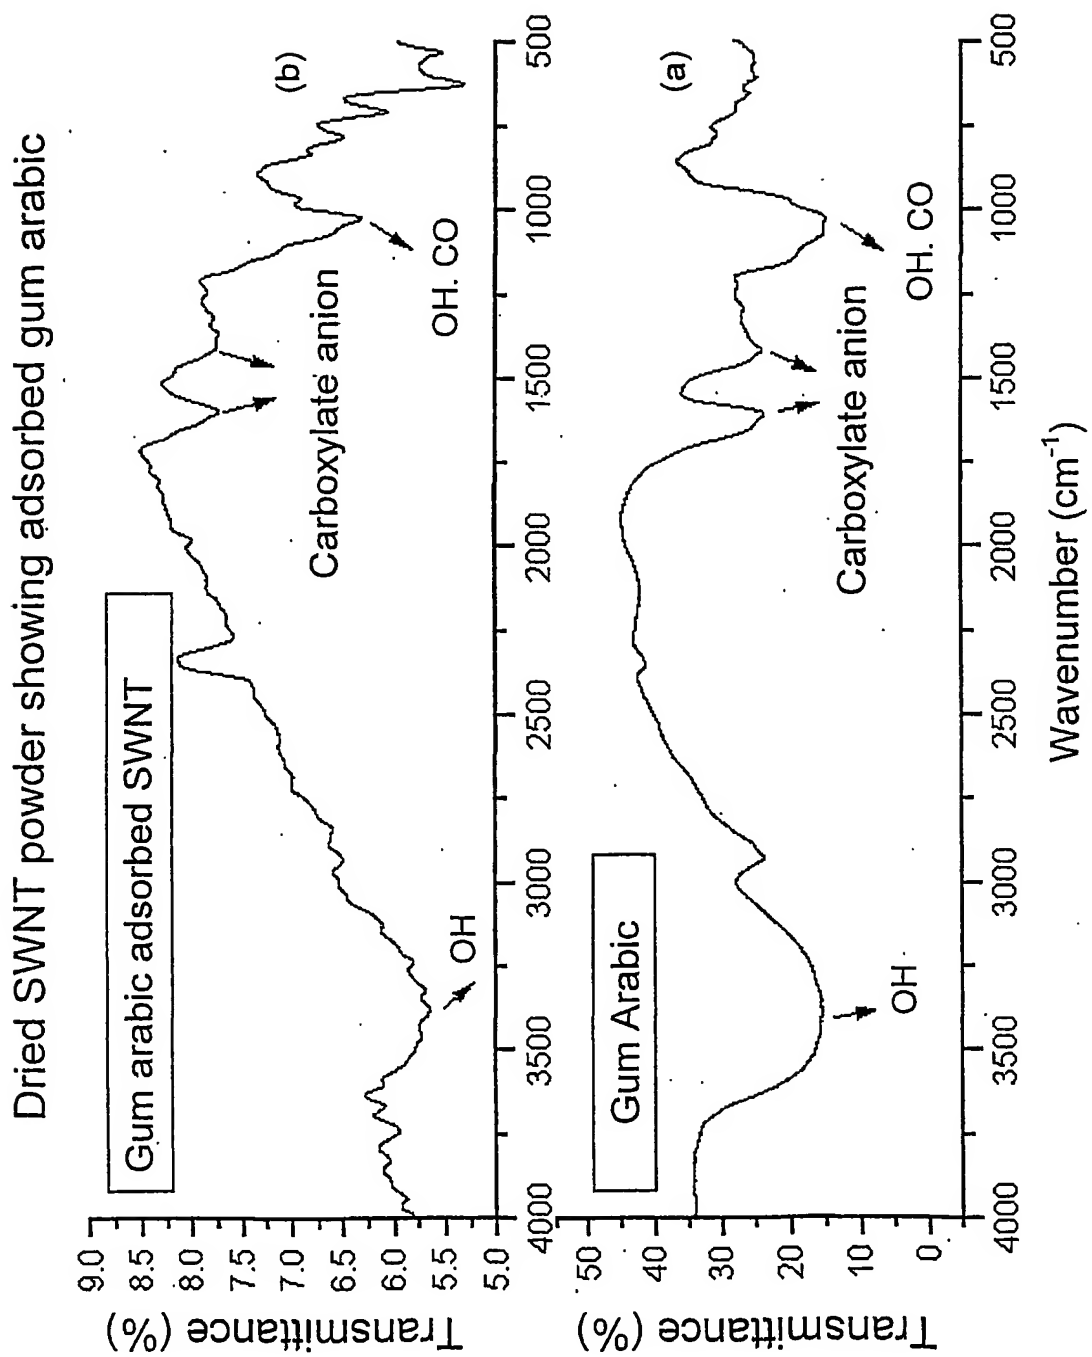 Dried SWNT powder showing adsorbed gum arabic
Gum arabic adsorbed SWNT
(b)
Transmittance (%)
9.0
8.5
8.0
7.5
7.0
6.5
6.0
5.5
5.0
OH
Carboxylate anion
OH. CO
4000 3500 3000 2500 2000 1500 1000 500
Gum Arabic
(a)
Transmittance (%)
50
40
30
20
10
0
OH
Carboxylate anion
OH. CO
4000 3500 3000 2500 2000 1500 1000 500
Wavenumber (cm⁻¹)